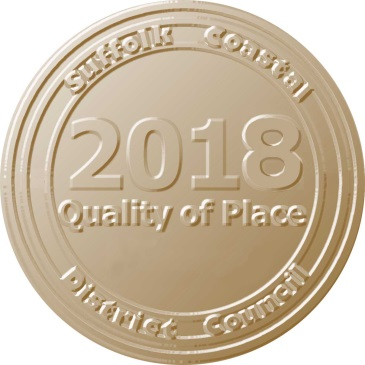 Suffolk Coastal
2018
Quality of Place
District Council